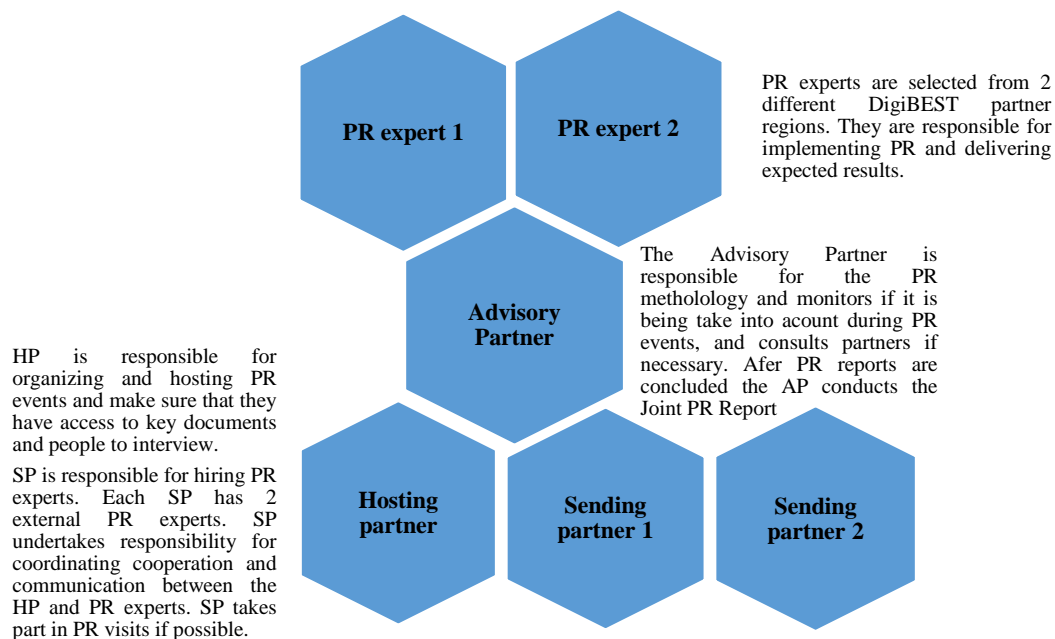 PR expert 1
PR expert 2
PR experts are selected from 2
different DigiBEST partner
regions. They are responsible for
implementing PR and delivering
expected results.
Advisory
Partner
The Advisory Partner is
responsible for the PR
metholology and monitors if it is
being take into acount during PR
events, and consults partners if
necessary. Afer PR reports are
concluded the AP conducts the
Joint PR Report
HP is responsible for
organizing and hosting PR
events and make sure that they
have access to key documents
and people to interview.
SP is responsible for hiring PR
experts. Each SP has 2
external PR experts. SP
undertakes responsibility for
coordinating cooperation and
communication between the
HP and PR experts. SP takes
part in PR visits if possible.
Hosting
partner
Sending
partner 1
Sending
partner 2